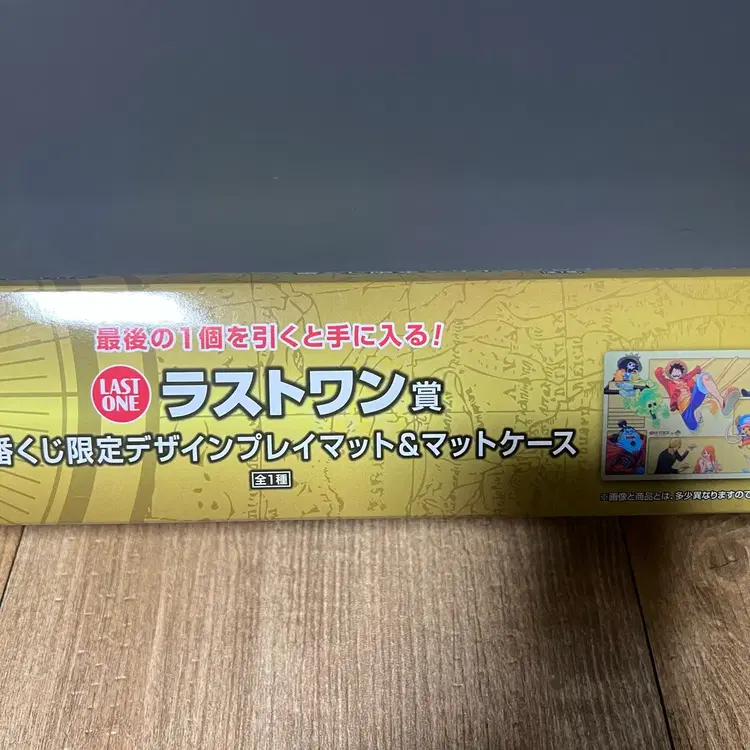 最後の1個を引くと手に入る!
LAST ONE ラストワン賞
番くじ限定デザインプレイマット&マットケース
全1種
※画像と商品とは、多少異なりますので